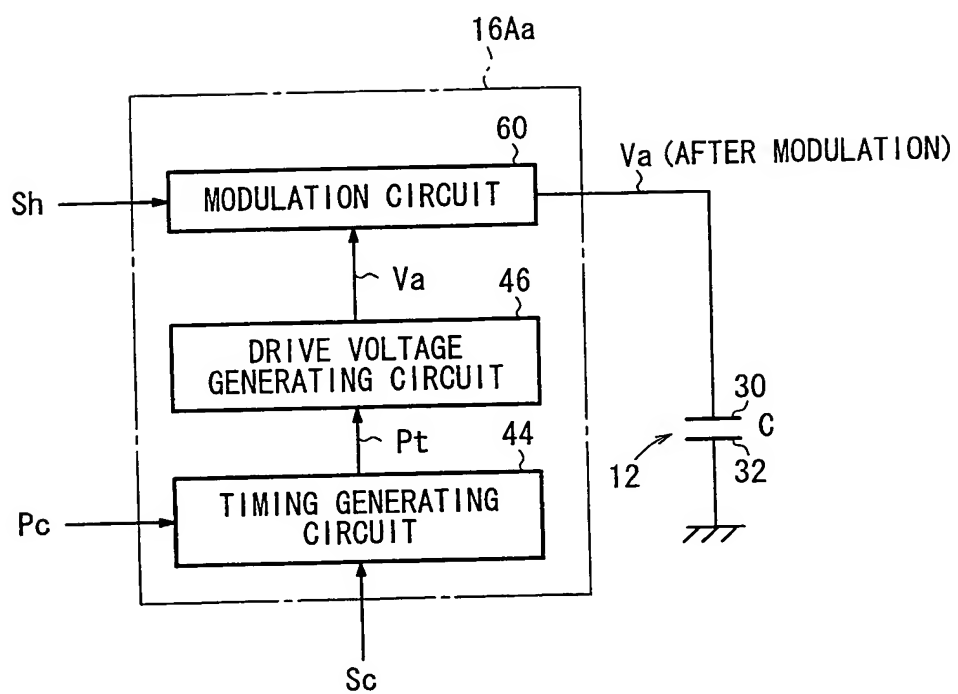 16Aa
60
Va (AFTER MODULATION)
Sh
MODULATION CIRCUIT
Va
46
DRIVE VOLTAGE
GENERATING CIRCUIT
30
C
Pt
44
12
32
Pc
TIMING GENERATING
CIRCUIT
Sc